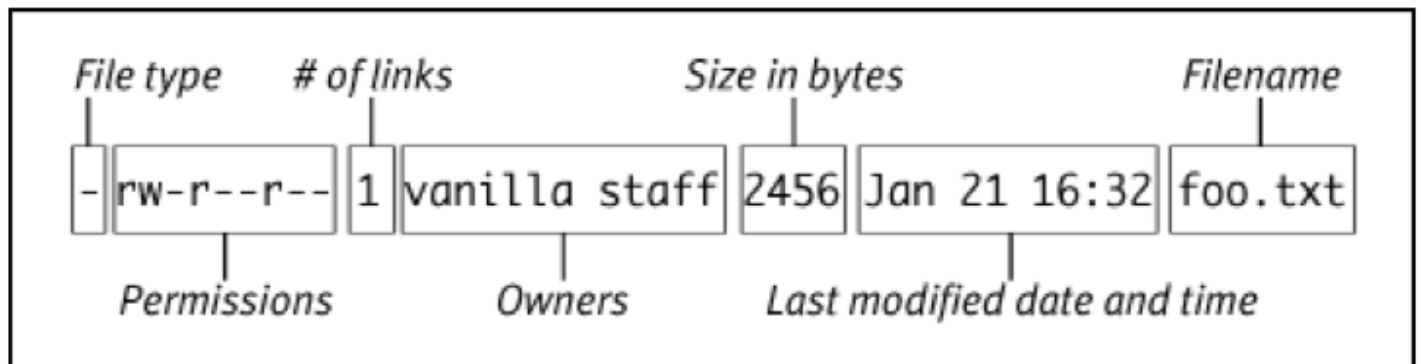 File type # of links Size in bytes Filename
-rw-r--r-- 1 vanilla staff 2456 Jan 21 16:32 foo.txt
Permissions Owners Last modified date and time